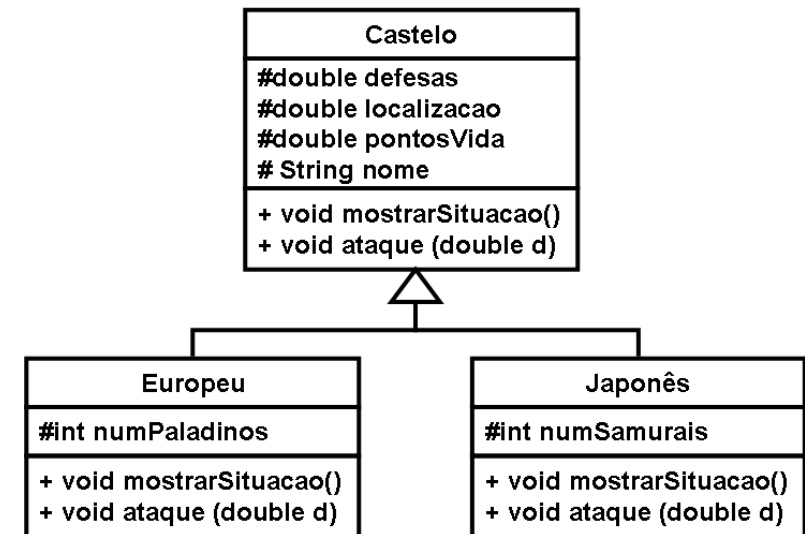 Castelo
#double defesas
#double localizacao
#double pontosVida
# String nome
+ void mostrarSituacao()
+ void ataque (double d)
Europeu
#int numPaladinos
+ void mostrarSituacao()
+ void ataque (double d)
Japonês
#int numSamurais
+ void mostrarSituacao()
+ void ataque (double d)